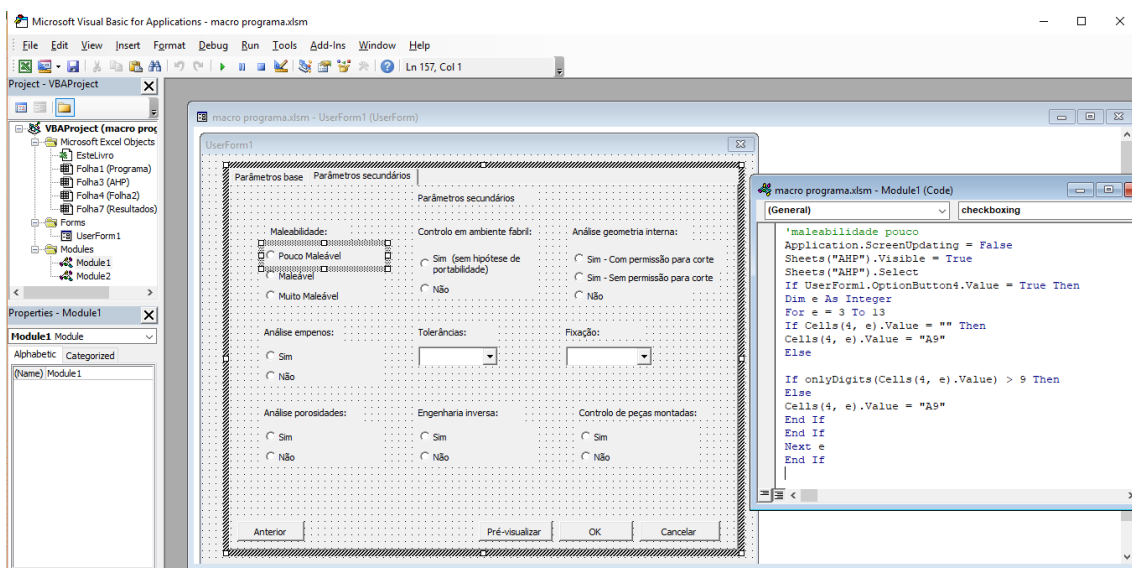 Microsoft Visual Basic for Applications - macro programa.xlsm
File Edit View Insert Format Debug Run Tools Add-Ins Window Help
Ln 157, Col 1
Project - VBAProject
VBAProject (macro prog
Microsoft Excel Objects
EsteLivro
Folha1 (Programa)
Folha3 (AHP)
Folha4 (Folha2)
Folha7 (Resultados)
Forms
UserForm1
Modules
Module1
Module2
Properties - Module1
Module1 Module
Alphabetic Categorized
(Name) Module1
macro programa.xlsm - UserForm1 (UserForm)
UserForm1
Parâmetros base Parâmetros secundários
Parâmetros secundários
Maleabilidade:
Pouco Maleável
Maleável
Muito Maleável
Controlo em ambiente fabril:
Sim (sem hipótese de
portabilidade)
Não
Análise geometria interna:
Sim - Com permissão para corte
Sim - Sem permissão para corte
Não
Análise empenos:
Sim
Não
Tolerâncias:
Fixação:
Análise porosidades:
Sim
Não
Engenharia inversa:
Sim
Não
Controlo de peças montadas:
Sim
Não
Anterior Pré-visualizar OK Cancelar
macro programa.xlsm - Module1 (Code)
(General) checkboxing
'maleabilidade pouco
Application.ScreenUpdating = False
Sheets("AHP").Visible = True
Sheets("AHP").Select
If UserForm1.OptionButton4.Value = True Then
Dim e As Integer
For e = 3 To 13
If Cells(4, e).Value = "" Then
Cells(4, e).Value = "A9"
Else
If onlyDigits(Cells(4, e).Value) > 9 Then
Else
Cells(4, e).Value = "A9"
End If
End If
Next e
End If